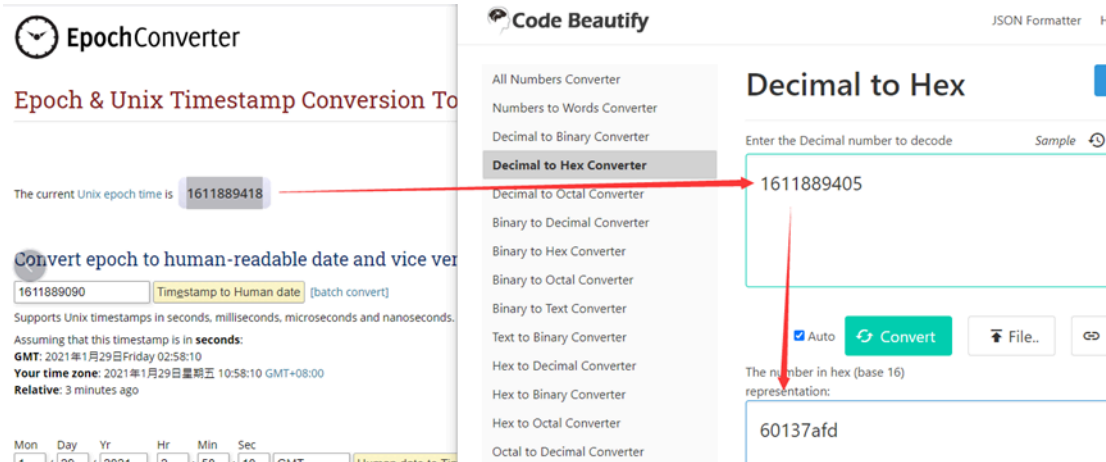 EpochConverter
Epoch & Unix Timestamp Conversion To
The current Unix epoch time is 1611889418
Convert epoch to human-readable date and vice ver
1611889090 Timestamp to Human date [batch convert]
Supports Unix timestamps in seconds, milliseconds, microseconds and nanoseconds.
Assuming that this timestamp is in seconds:
GMT: 2021年1月29日Friday 02:58:10
Your time zone: 2021年1月29日星期五 10:58:10 GMT+08:00
Relative: 3 minutes ago
Mon Day Yr Hr Min Sec
Code Beautify
JSON Formatter
All Numbers Converter
Numbers to Words Converter
Decimal to Binary Converter
Decimal to Hex Converter
Decimal to Octal Converter
Binary to Decimal Converter
Binary to Hex Converter
Binary to Octal Converter
Binary to Text Converter
Text to Binary Converter
Hex to Decimal Converter
Hex to Binary Converter
Hex to Octal Converter
Octal to Decimal Converter
Decimal to Hex
Enter the Decimal number to decode Sample
1611889405
Auto Convert File..
The number in hex (base 16)
representation:
60137afd